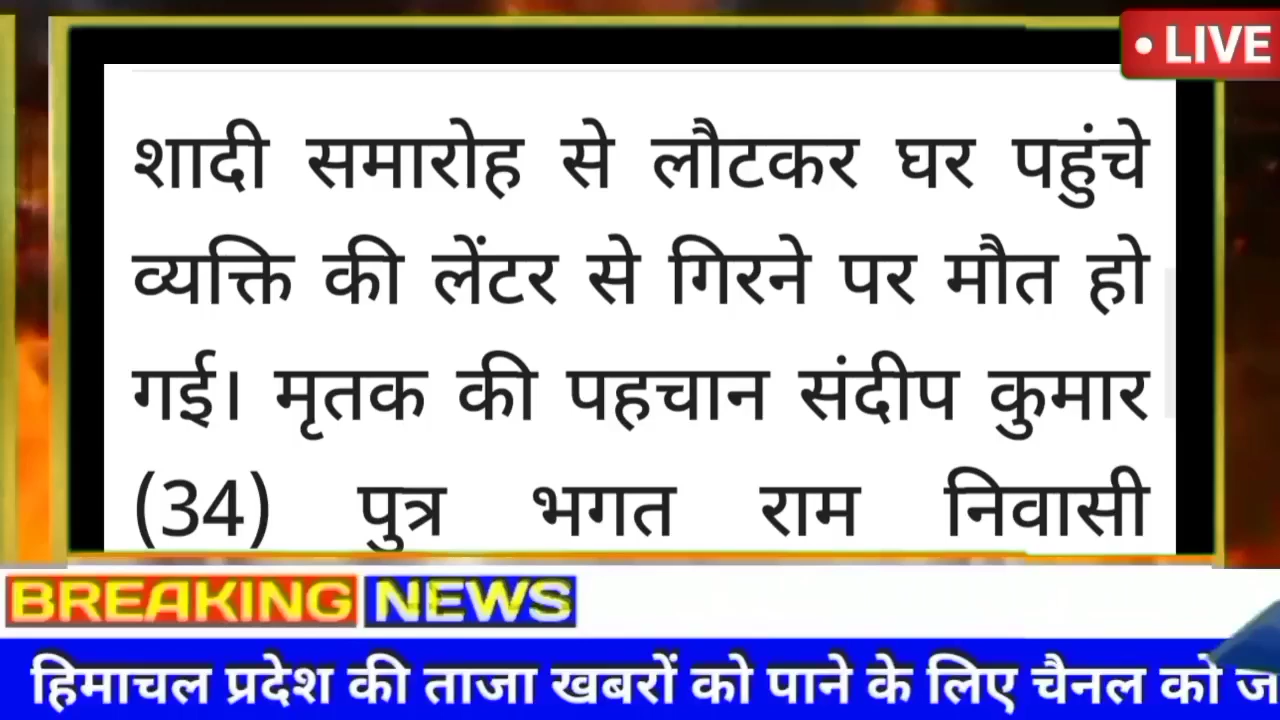 • LIVE
शादी समारोह से लौटकर घर पहुंचे
व्यक्ति की लेंटर से गिरने पर मौत हो
गई। मृतक की पहचान संदीप कुमार
(34) पुत्र भगत राम निवासी
BREAKING NEWS
हिमाचल प्रदेश की ताजा खबरों को पाने के लिए चैनल को